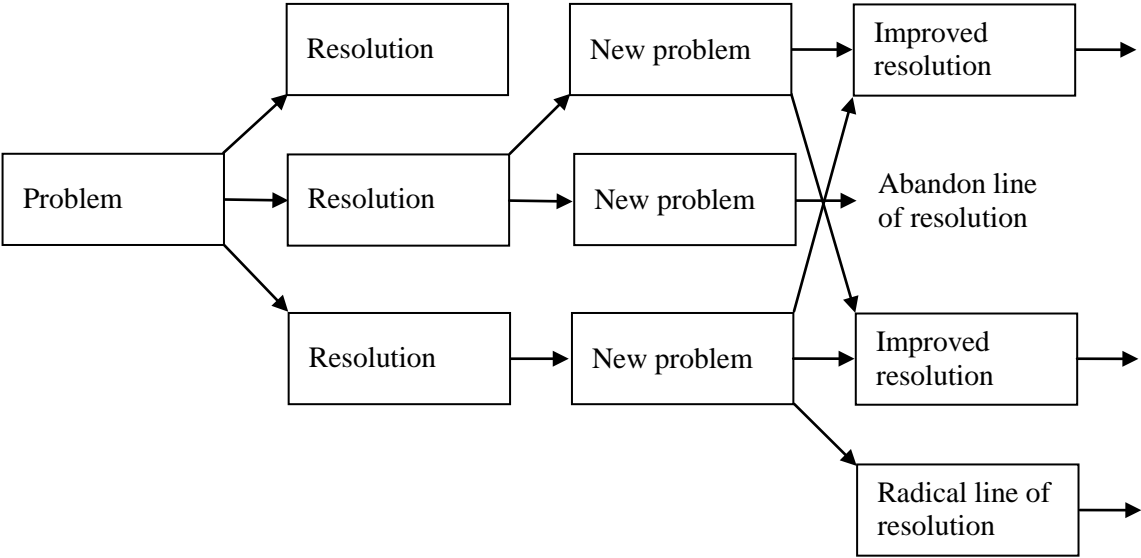 Resolution
New problem
Improved
resolution
Problem
Resolution
New problem
Abandon line
of resolution
Resolution
New problem
Improved
resolution
Radical line of
resolution